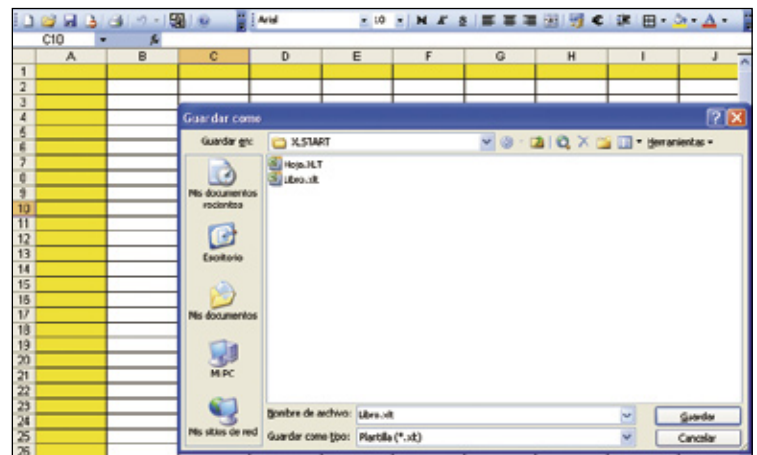 Arial 10 N K S €
C10 fx
A B C D E F G H I J
1
2
3
4
5
6
7
8
9
10
11
12
13
14
15
16
17
18
19
20
21
22
23
24
25
26
Guardar como
Guardar en: XLSTART Herramientas
Hoja.XLT
Libro.xlt
Mis documentos recientes
Escritorio
Mis documentos
Mi PC
Mis sitios de red
Nombre de archivo: Libro.xlt Guardar
Guardar como tipo: Plantilla (*.xlt) Cancelar